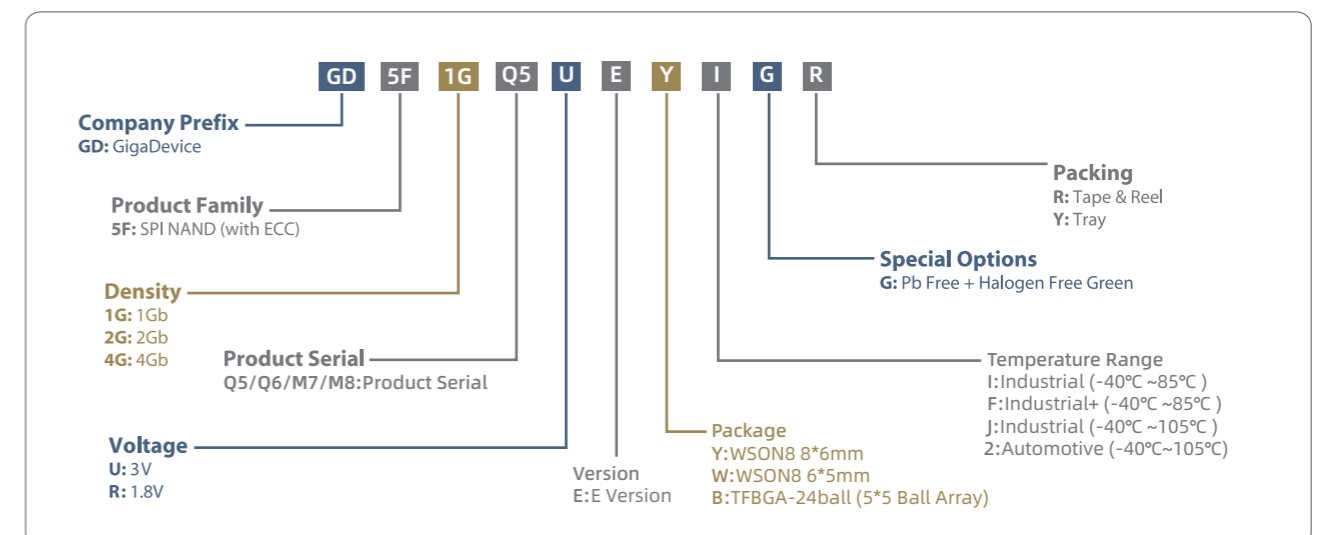 GD 5F 1G Q5 U E Y I G R
Company Prefix
GD: GigaDevice
Product Family
5F: SPI NAND (with ECC)
Density
1G: 1Gb
2G: 2Gb
4G: 4Gb
Product Serial
Q5/Q6/M7/M8:Product Serial
Voltage
U: 3V
R: 1.8V
Version
E:E Version
Package
Y:WSON8 8*6mm
W:WSON8 6*5mm
B:TFBGA-24ball (5*5 Ball Array)
Temperature Range
I:Industrial (-40℃ ~85℃ )
F:Industrial+ (-40℃ ~85℃ )
J:Industrial (-40℃ ~105℃ )
2:Automotive (-40℃~105℃)
Special Options
G: Pb Free + Halogen Free Green
Packing
R: Tape & Reel
Y: Tray